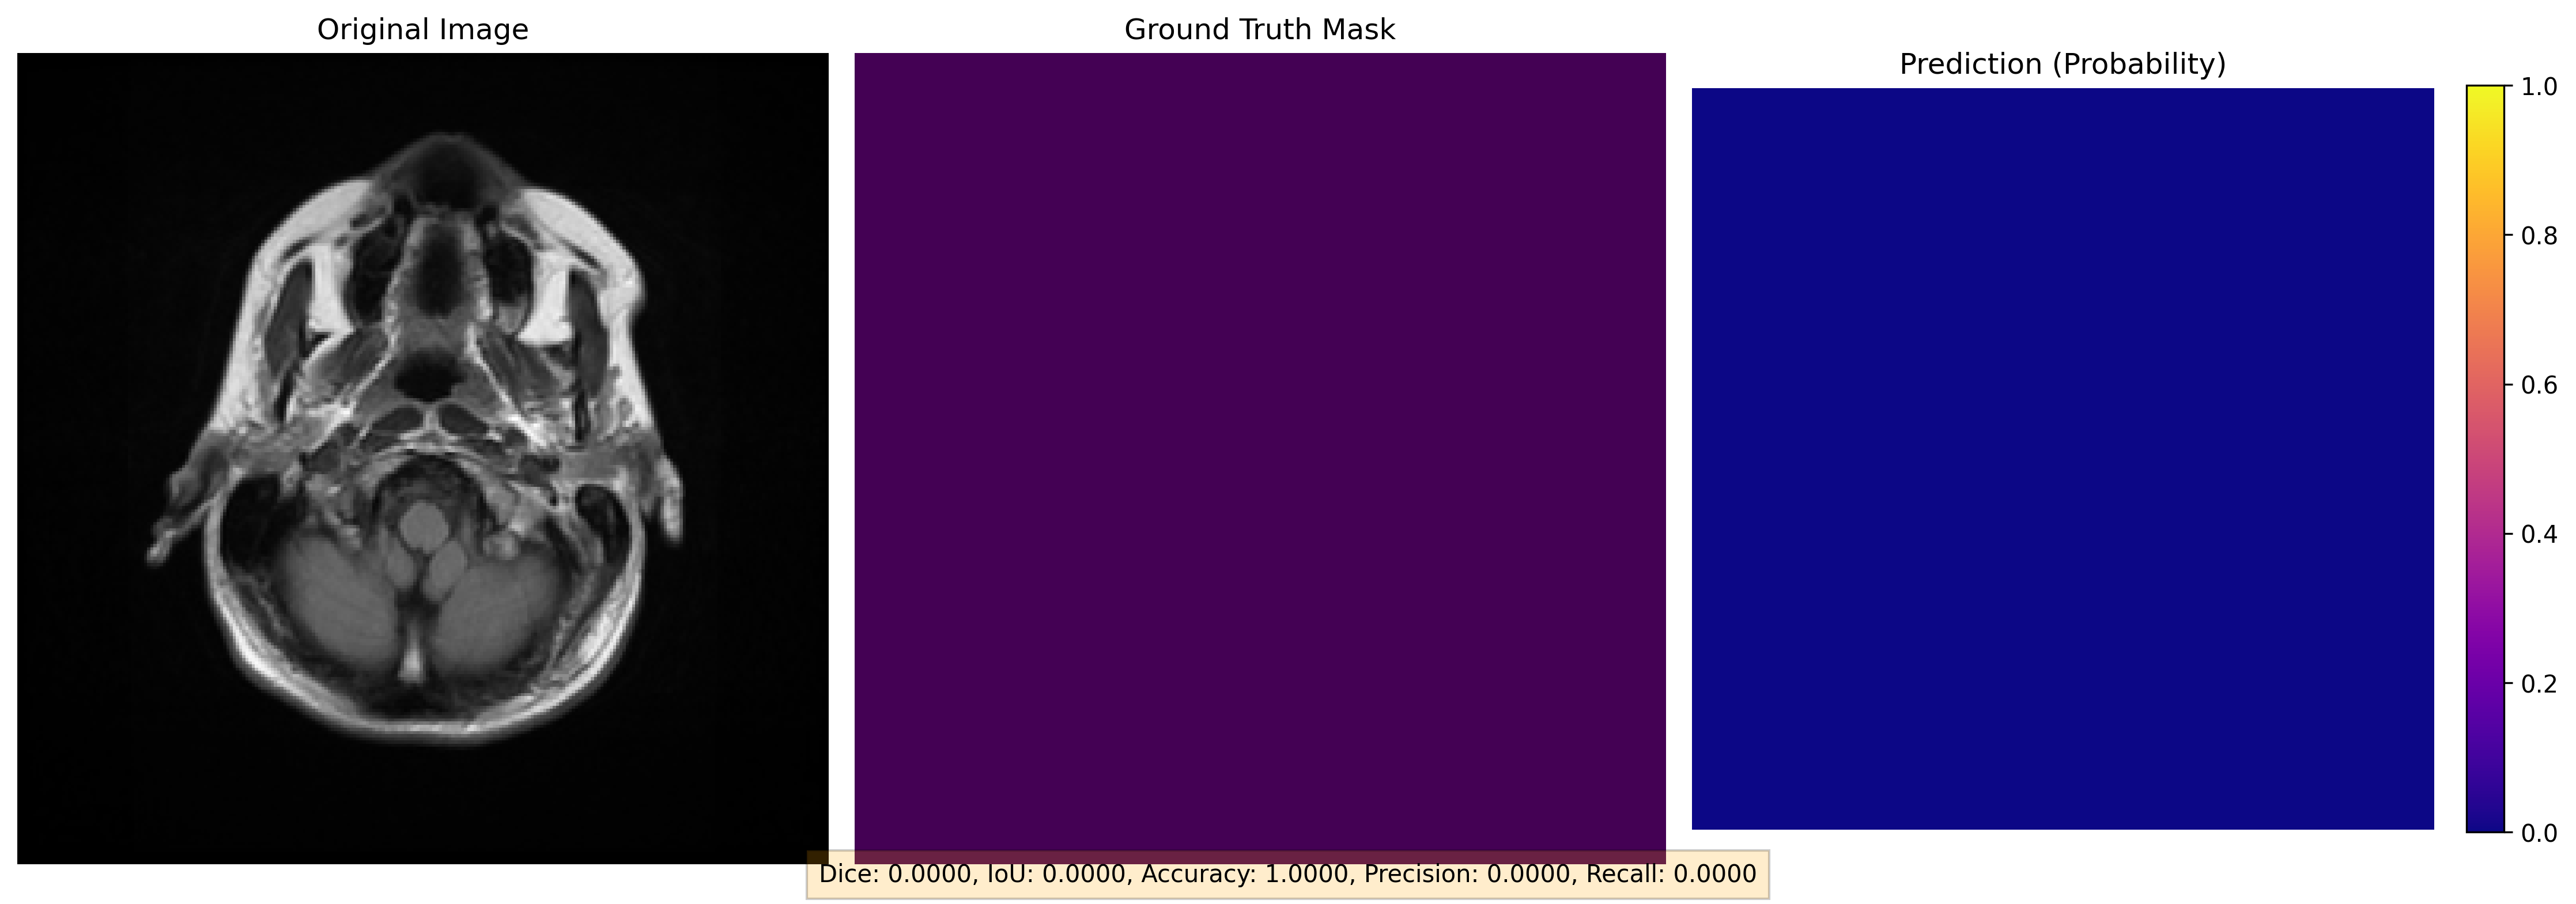 Original Image
Ground Truth Mask
Prediction (Probability)
1.0
0.8
0.6
0.4
0.2
0.0
Dice: 0.0000, IoU: 0.0000, Accuracy: 1.0000, Precision: 0.0000, Recall: 0.0000